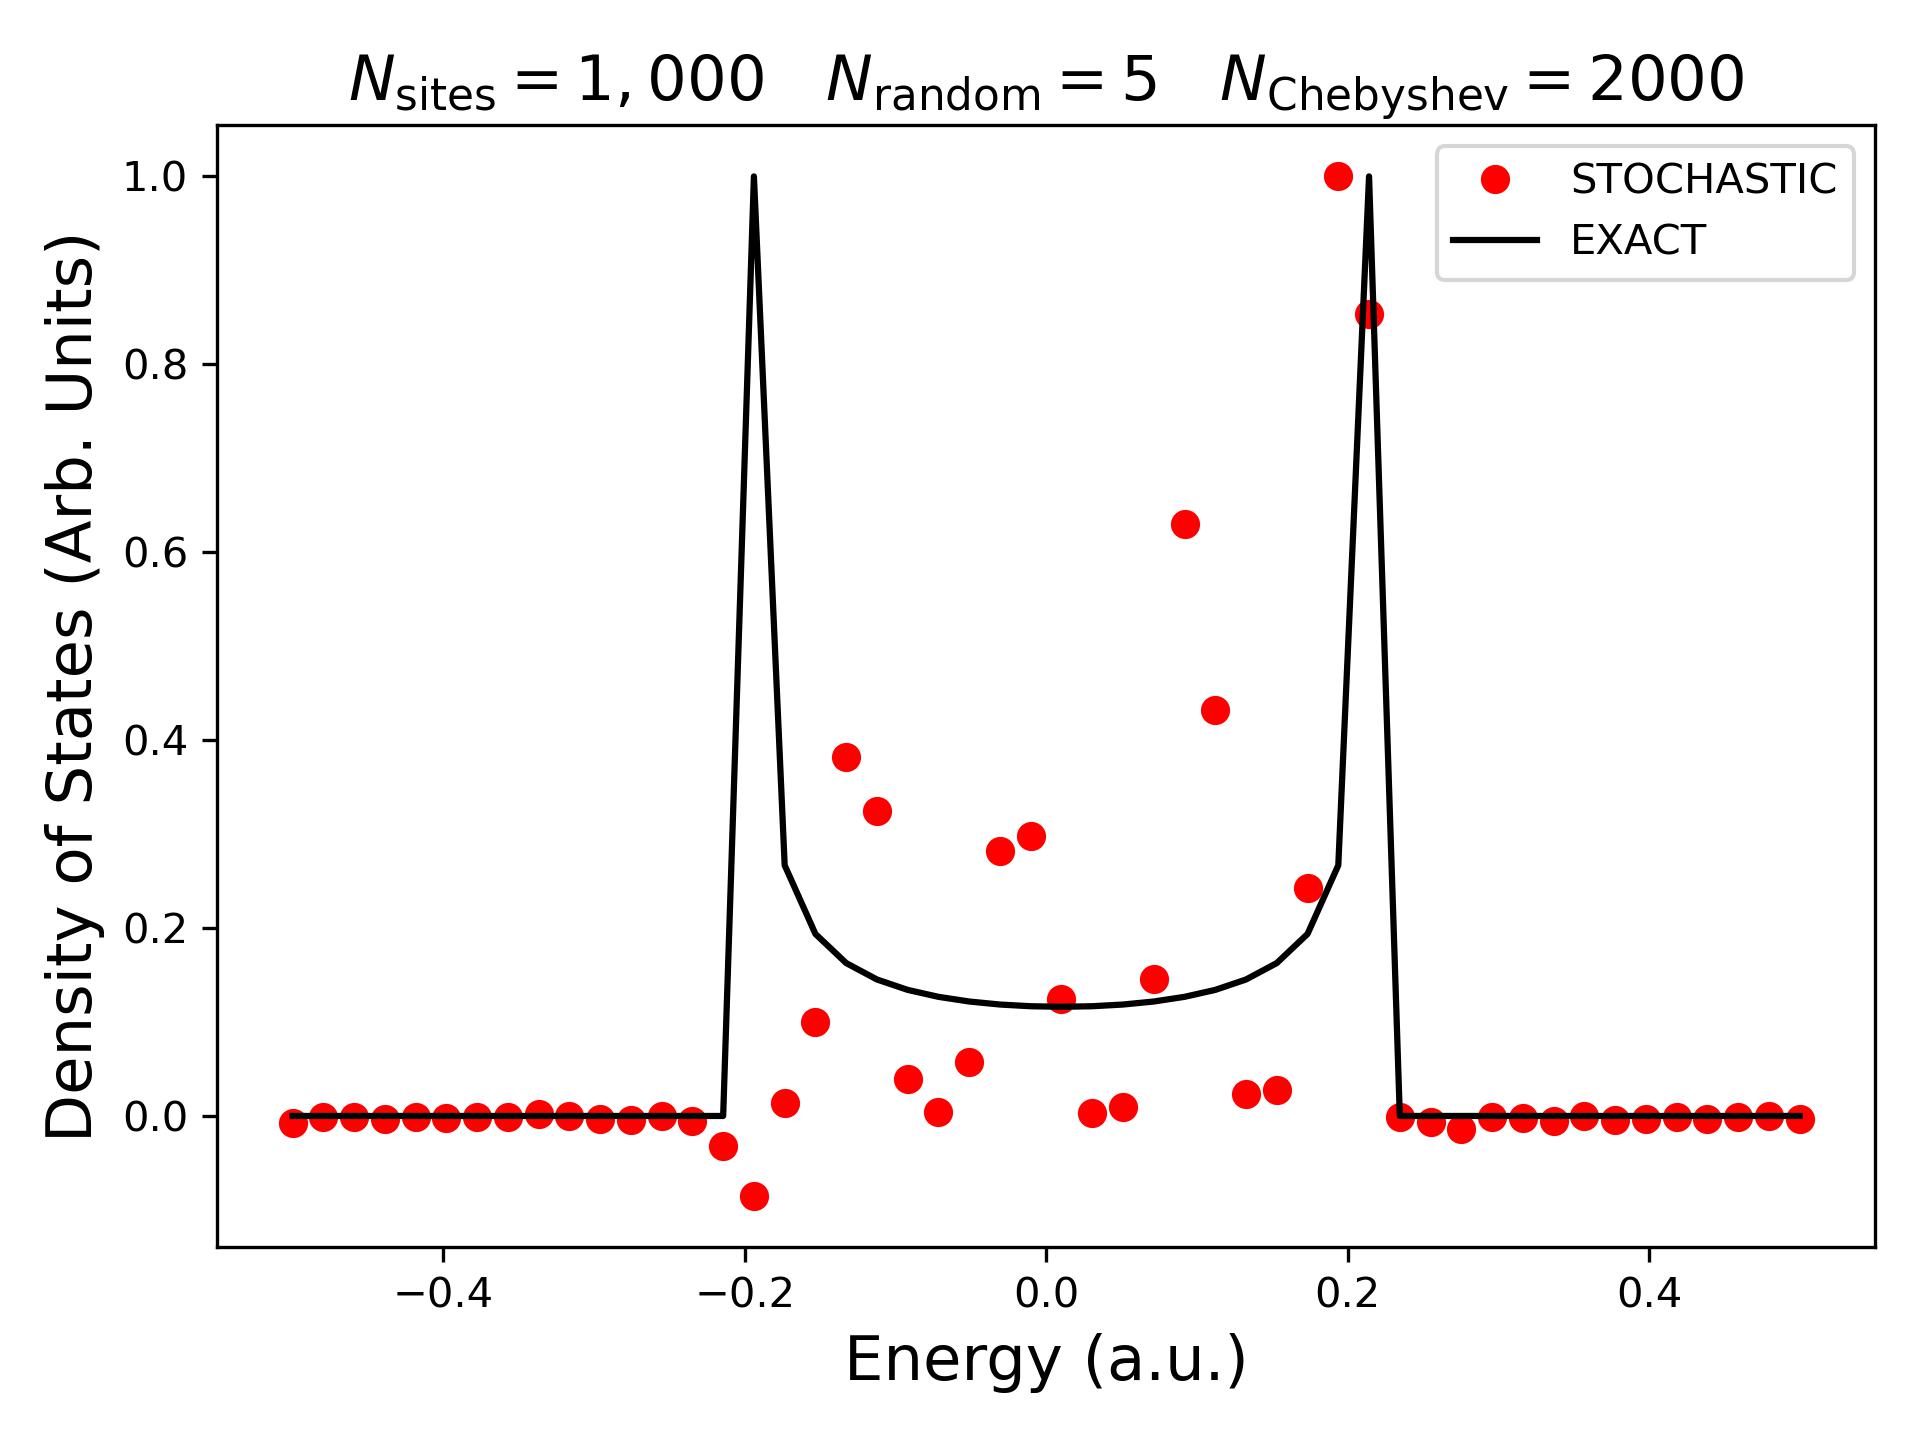 N_sites = 1,000 N_random = 5 N_Chebyshev = 2000
STOCHASTIC
EXACT
Density of States (Arb. Units)
1.0
0.8
0.6
0.4
0.2
0.0
−0.4 −0.2 0.0 0.2 0.4
Energy (a.u.)